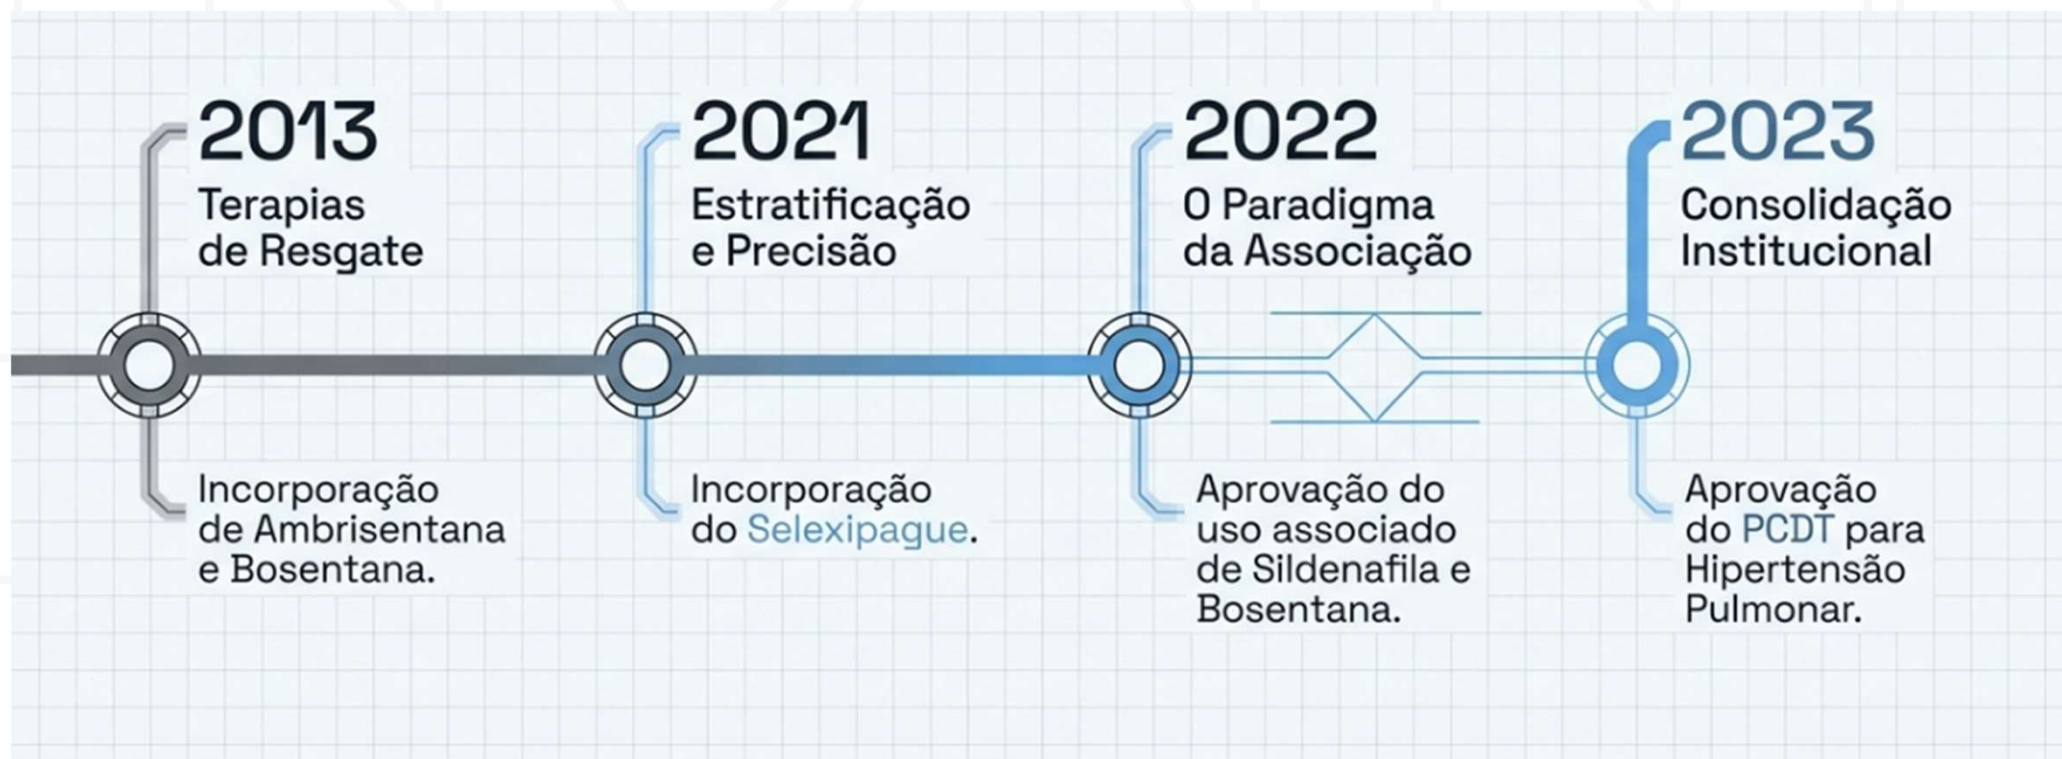 2013
Terapias
de Resgate
Incorporação
de Ambrisentana
e Bosentana.
2021
Estratificação
e Precisão
Incorporação
do Selexipague.
2022
O Paradigma
da Associação
Aprovação do
uso associado
de Sildenafila e
Bosentana.
2023
Consolidação
Institucional
Aprovação
do PCDT para
Hipertensão
Pulmonar.